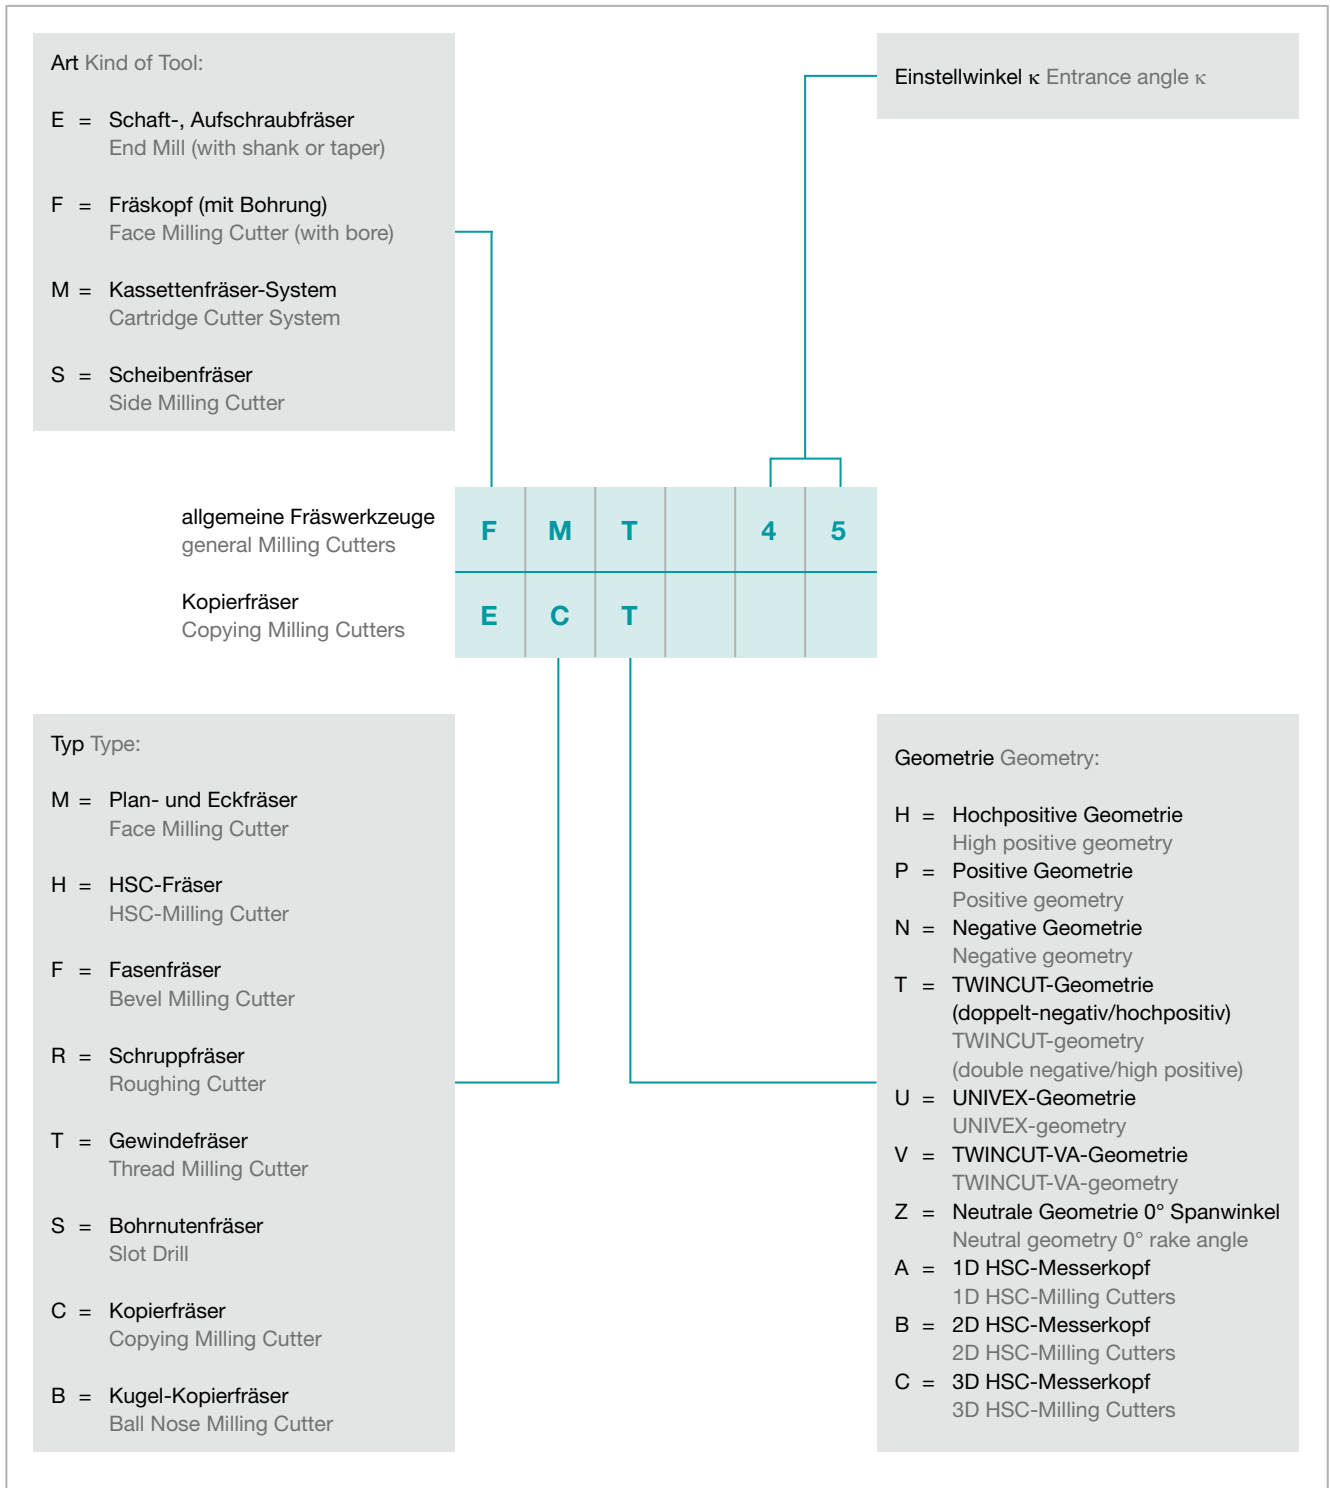 Art Kind of Tool:
E = Schaft-, Aufschraubfräser
End Mill (with shank or taper)
F = Fräskopf (mit Bohrung)
Face Milling Cutter (with bore)
M = Kassettenfräser-System
Cartridge Cutter System
S = Scheibenfräser
Side Milling Cutter
Einstellwinkel κ Entrance angle κ
allgemeine Fräswerkzeuge
general Milling Cutters
F M T 4 5
Kopierfräser
Copying Milling Cutters
E C T
Typ Type:
M = Plan- und Eckfräser
Face Milling Cutter
H = HSC-Fräser
HSC-Milling Cutter
F = Fasenfräser
Bevel Milling Cutter
R = Schruppfräser
Roughing Cutter
T = Gewindefräser
Thread Milling Cutter
S = Bohrnutenfräser
Slot Drill
C = Kopierfräser
Copying Milling Cutter
B = Kugel-Kopierfräser
Ball Nose Milling Cutter
Geometrie Geometry:
H = Hochpositive Geometrie
High positive geometry
P = Positive Geometrie
Positive geometry
N = Negative Geometrie
Negative geometry
T = TWINCUT-Geometrie
(doppelt-negativ/hochpositiv)
TWINCUT-geometry
(double negative/high positive)
U = UNIVEX-Geometrie
UNIVEX-geometry
V = TWINCUT-VA-Geometrie
TWINCUT-VA-geometry
Z = Neutrale Geometrie 0° Spanwinkel
Neutral geometry 0° rake angle
A = 1D HSC-Messerkopf
1D HSC-Milling Cutters
B = 2D HSC-Messerkopf
2D HSC-Milling Cutters
C = 3D HSC-Messerkopf
3D HSC-Milling Cutters